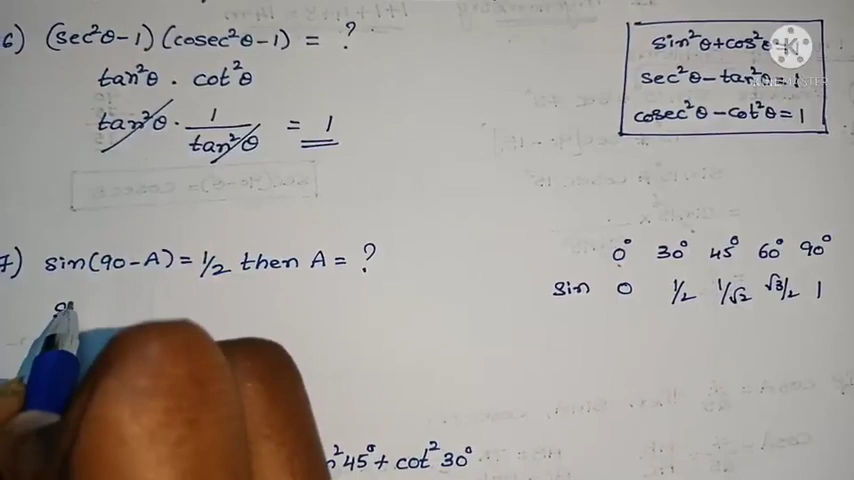 6) (sec²θ-1)(cosec²θ-1) = ?
tan²θ . cot²θ
tan²θ . 1/tan²θ = 1
sin²θ+cos²θ
sec²θ-tan²θ=1
cosec²θ-cot²θ=1
7) sin(90-A)=1/2 then A= ?
0° 30° 45° 60° 90°
sin 0 1/2 1/√2 √3/2 1
²45°+cot²30°